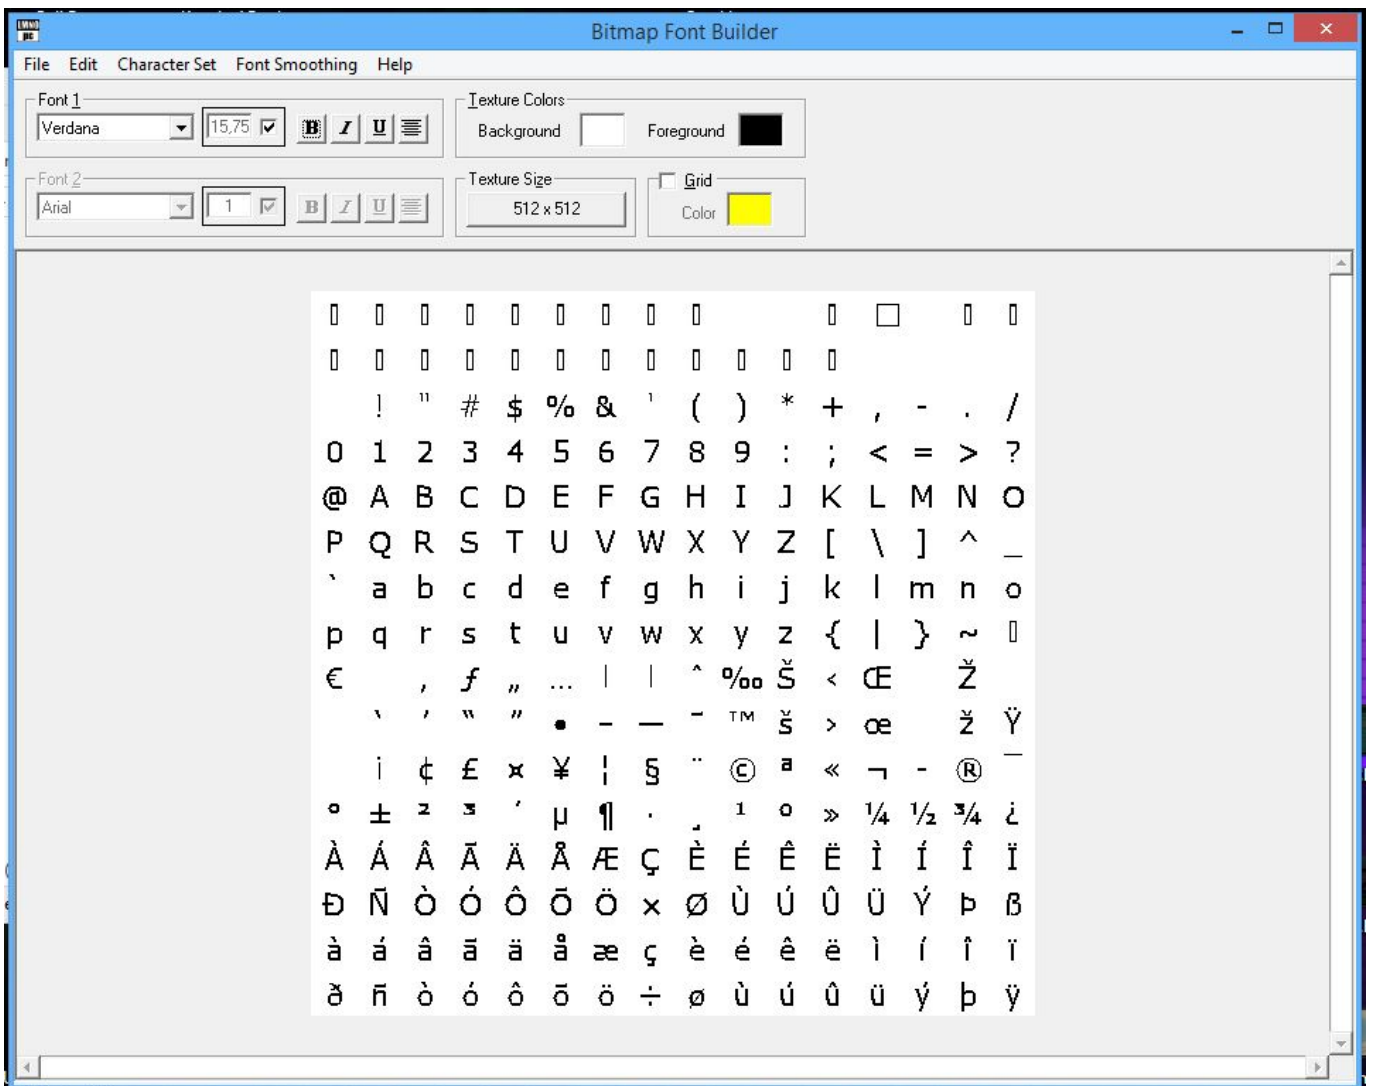 Bitmap Font Builder
File Edit Character Set Font Smoothing Help
Font 1
Verdana 15,75 B I U
Texture Colors
Background Foreground
Font 2
Arial 1 B I U
Texture Size
512 x 512
Grid
Color
! " # $ % & ' ( ) * + , - . /
0 1 2 3 4 5 6 7 8 9 : ; < = > ?
@ A B C D E F G H I J K L M N O
P Q R S T U V W X Y Z [ \ ] ^ _
` a b c d e f g h i j k l m n o
p q r s t u v w x y z { | } ~
€ ‚ ƒ „ … | | ˆ ‰ Š ‹ Œ Ž
‘ ’ “ ” • – — ˜ ™ š › œ ž Ÿ
¡ ¢ £ ¤ ¥ ¦ § ¨ © ª « ¬ - ® ¯
° ± ² ³ ´ µ ¶ · ¸ ¹ º » ¼ ½ ¾ ¿
À Á Â Ã Ä Å Æ Ç È É Ê Ë Ì Í Î Ï
Ð Ñ Ò Ó Ô Õ Ö × Ø Ù Ú Û Ü Ý Þ ß
à á â ã ä å æ ç è é ê ë ì í î ï
ð ñ ò ó ô õ ö ÷ ø ù ú û ü ý þ ÿ